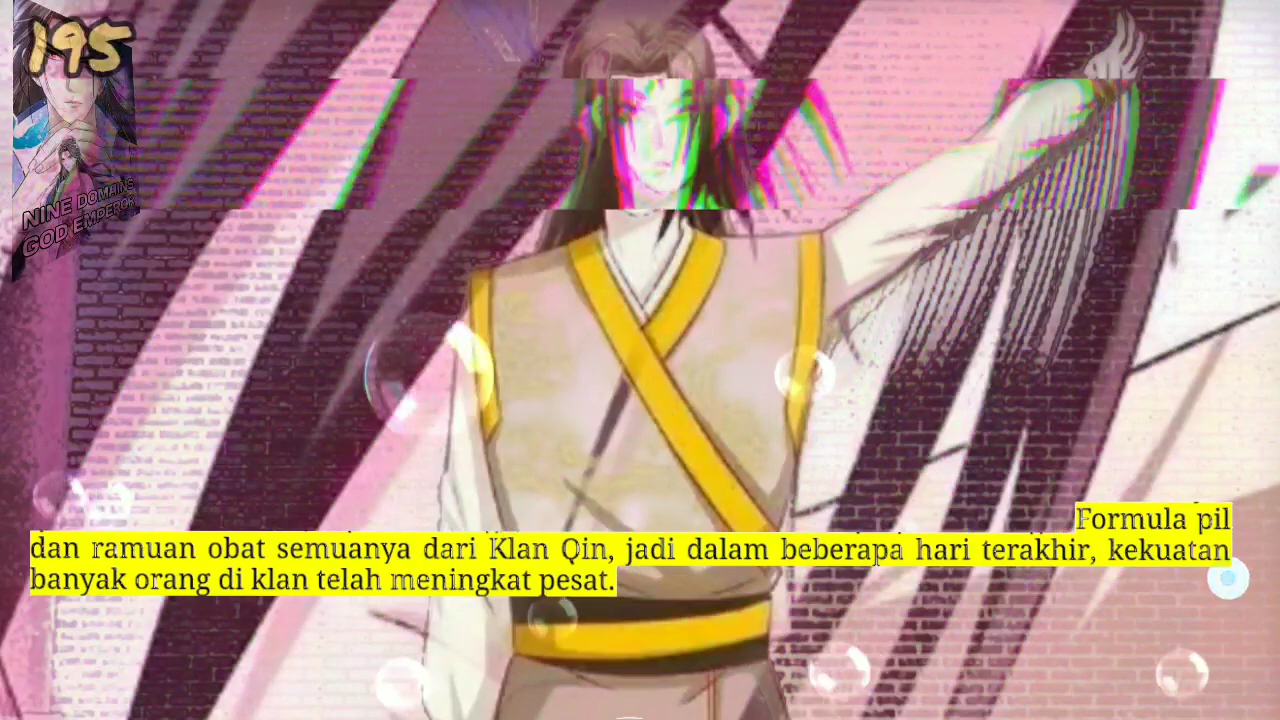 195
NINE DOMAINS
GOD EMPEROR
Formula pil
dan ramuan obat semuanya dari Klan Qin, jadi dalam beberapa hari terakhir, kekuatan
banyak orang di klan telah meningkat pesat.